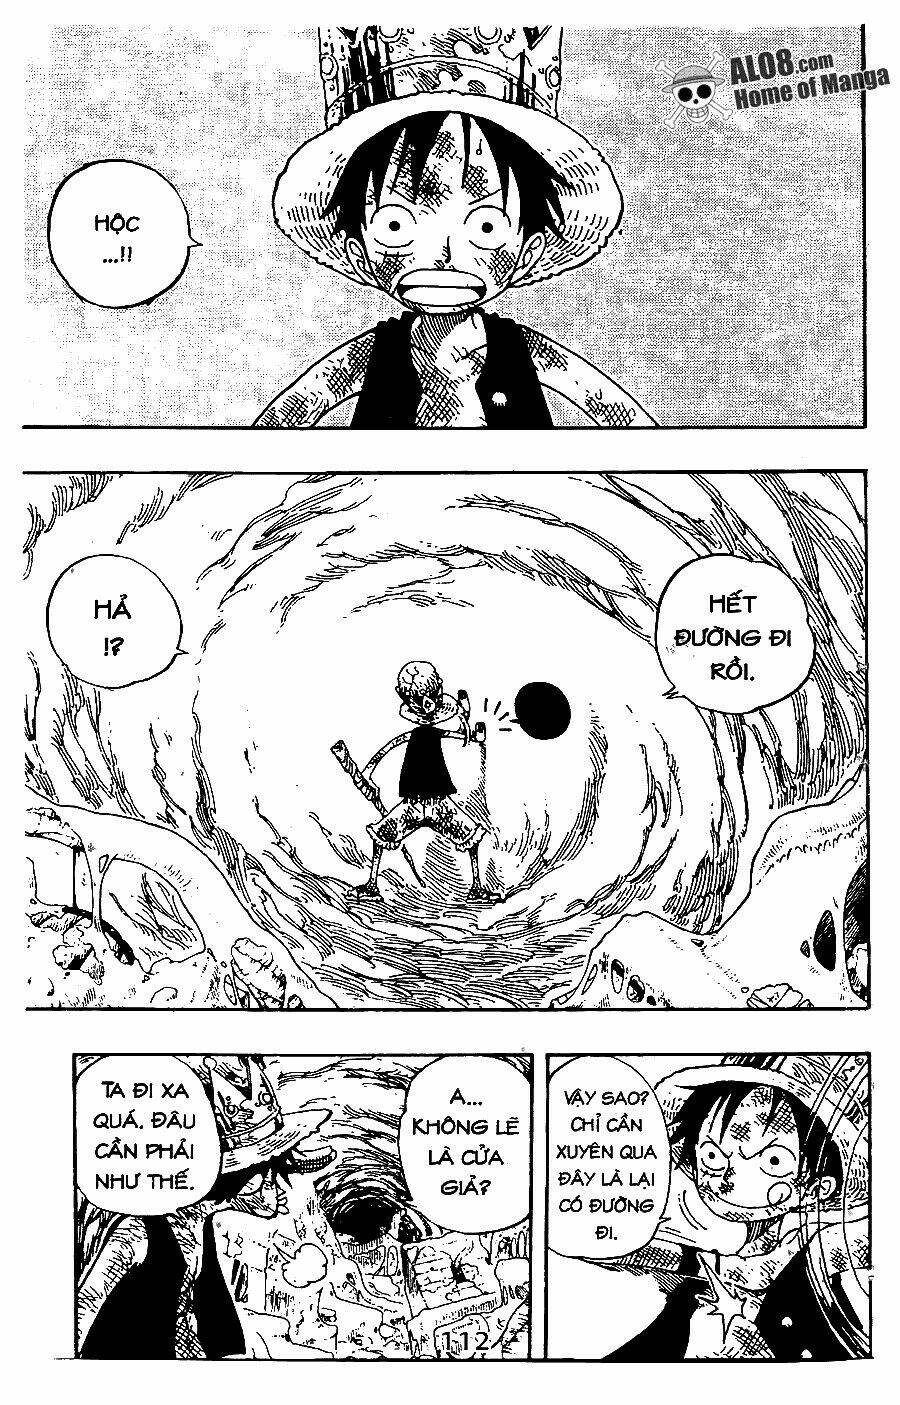 AL08.com
Home of Manga
HỘC
...!!
HẢ
!?
HẾT
ĐƯỜNG ĐI
RỒI.
TA ĐI XA
QUÁ. ĐÂU
CẦN PHẢI
NHƯ THẾ.
A...
KHÔNG LẼ
LÀ CỬA
GIẢ?
VẬY SAO?
CHỈ CẦN
XUYÊN QUA
ĐÂY LÀ LẠI
CÓ ĐƯỜNG
ĐI.
112